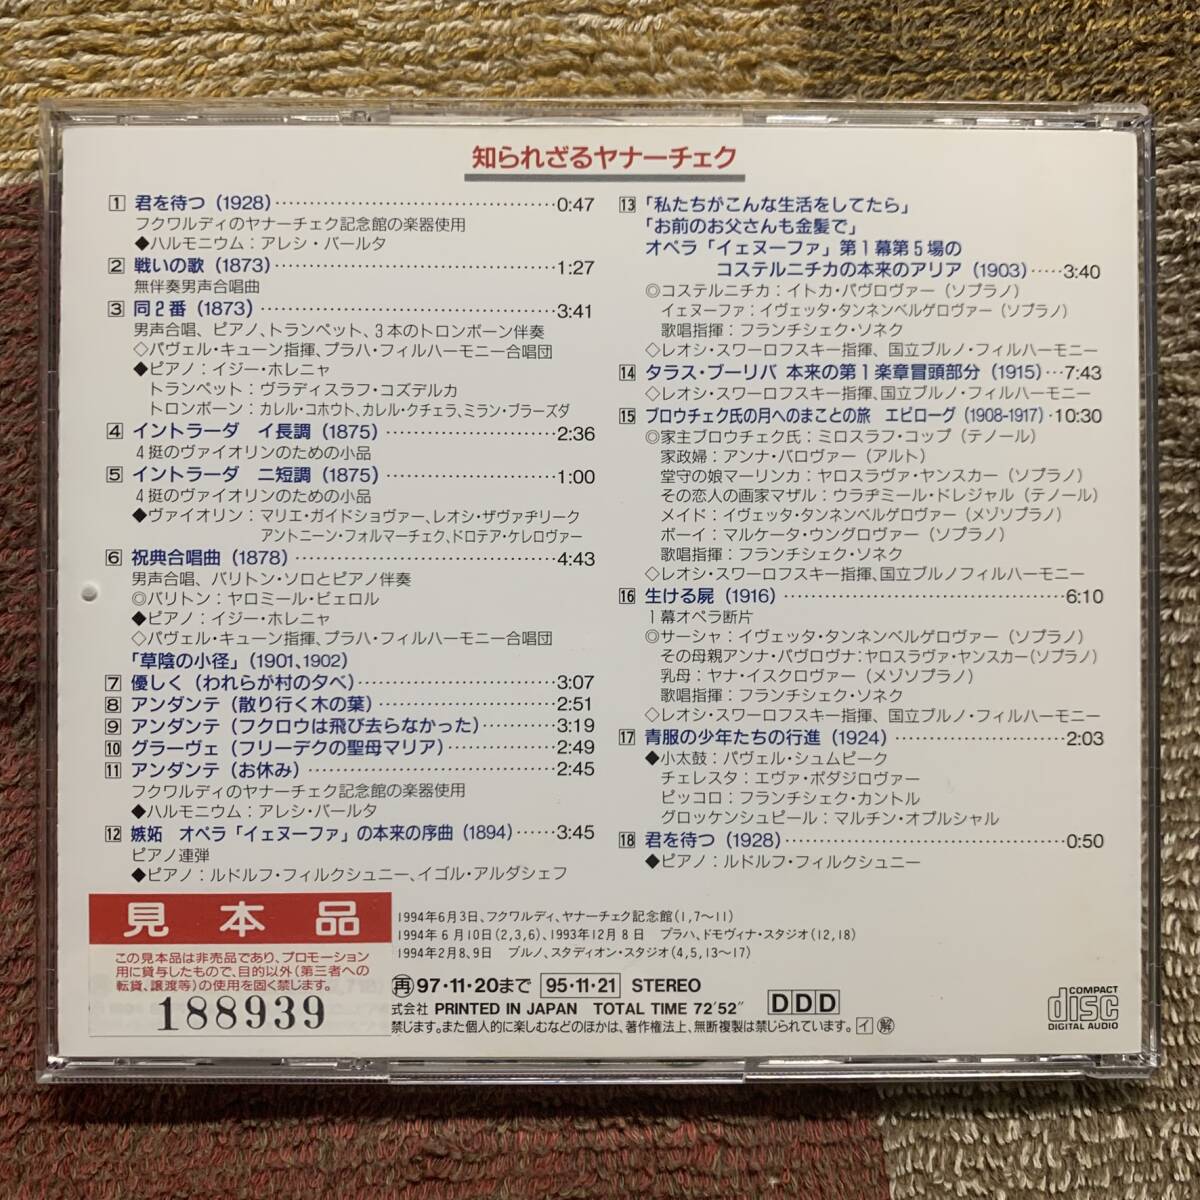 知られざるヤナーチェク
1 君を待つ (1928)……………………………0:47
フクワルディのヤナーチェク記念館の楽器使用
◆ハルモニウム：アレシ・バールタ
2 戦いの歌 (1873)……………………………1:27
無伴奏男声合唱曲
3 同2番 (1873)……………………………3:41
男声合唱、ピアノ、トランペット、3本のトロンボーン伴奏
◇パヴェル・キューン指揮、プラハ・フィルハーモニー合唱団
◆ピアノ：イジー・ホレニャ
トランペット：ヴラディスラフ・コズデルカ
トロンボーン：カレル・コホウト、カレル・クチェラ、ミラン・ブラーズダ
4 イントラーダ イ長調 (1875)……………………2:36
4挺のヴァイオリンのための小品
5 イントラーダ ニ短調 (1875)……………………1:00
4挺のヴァイオリンのための小品
◆ヴァイオリン：マリエ・ガイドショヴァー、レオシ・ザヴァヂリーク
アントニーン・フォルマーチェク、ドロテア・ケレロヴァー
6 祝典合唱曲 (1878)……………………………4:43
男声合唱、バリトン・ソロとピアノ伴奏
◎バリトン：ヤロミール・ビェロル
◆ピアノ：イジー・ホレニャ
◇パヴェル・キューン指揮、プラハ・フィルハーモニー合唱団
「草陰の小径」(1901、1902)
7 優しく (われらが村の夕べ)……………………3:07
8 アンダンテ (散り行く木の葉)……………………2:51
9 アンダンテ (フクロウは飛び去らなかった)…………3:19
10 グラーヴェ (フリーデクの聖母マリア)……………2:49
11 アンダンテ (お休み)……………………………2:45
フクワルディのヤナーチェク記念館の楽器使用
◆ハルモニウム：アレシ・バールタ
12 嫉妬 オペラ「イェヌーファ」の本来の序曲 (1894)……3:45
ピアノ連弾
◆ピアノ：ルドルフ・フィルクシュニー、イゴル・アルダシェフ
13 「私たちがこんな生活をしてたら」
「お前のお父さんも金髪で」
オペラ「イェヌーファ」第1幕第5場の
コステルニチカの本来のアリア (1903)……3:40
◎コステルニチカ：イトカ・パヴロヴァー (ソプラノ)
イェヌーファ：イヴェッタ・タンネンベルゲロヴァー (ソプラノ)
歌唱指揮：フランチシェク・ソネク
◇レオシ・スワーロフスキー指揮、国立ブルノ・フィルハーモニー
14 タラス・ブーリバ 本来の第1楽章冒頭部分 (1915)…7:43
◇レオシ・スワーロフスキー指揮、国立ブルノ・フィルハーモニー
15 ブロウチェク氏の月へのまことの旅 エピローグ (1908-1917)・10:30
◎家主ブロウチェク氏：ミロスラフ・コップ (テノール)
家政婦：アンナ・バロヴァー (アルト)
堂守の娘マーリンカ：ヤロスラヴァ・ヤンスカー (ソプラノ)
その恋人の画家マザル：ウラヂミール・ドレジャル (テノール)
メイド：イヴェッタ・タンネンベルゲロヴァー (メゾソプラノ)
ボーイ：マルケータ・ウングロヴァー (ソプラノ)
歌唱指揮：フランチシェク・ソネク
◇レオシ・スワーロフスキー指揮、国立ブルノフィルハーモニー
16 生ける屍 (1916)……………………………6:10
1幕オペラ断片
◎サーシャ：イヴェッタ・タンネンベルゲロヴァー (ソプラノ)
その母親アンナ・パヴロヴナ：ヤロスラヴァ・ヤンスカー (ソプラノ)
乳母：ヤナ・イスクロヴァー (メゾソプラノ)
歌唱指揮：フランチシェク・ソネク
◇レオシ・スワーロフスキー指揮、国立ブルノ・フィルハーモニー
17 青服の少年たちの行進 (1924)……………………2:03
◆小太鼓：パヴェル・シュムピーク
チェレスタ：エヴァ・ポダジロヴァー
ピッコロ：フランチシェク・カントル
グロッケンシュピール：マルチン・オプルシャル
18 君を待つ (1928)……………………………0:50
◆ピアノ：ルドルフ・フィルクシュニー
見本品
この見本品は非売品であり、プロモーション
用に貸与したもので、目的以外(第三者への
転貸、譲渡等)の使用を固く禁じます。
188939
1994年6月3日、フクワルディ、ヤナーチェク記念館(1,7〜11)
1994年6月10日(2,3,6)、1993年12月8日 プラハ、ドモヴィナ・スタジオ(12,18)
1994年2月8、9日 ブルノ、スタディオン・スタジオ(4,5,13〜17)
再97・11・20まで 95・11・21 STEREO
式会社 PRINTED IN JAPAN TOTAL TIME 72'52" DDD
禁じます。また個人的に楽しむなどのほかは、著作権法上、無断複製は禁じられています。イ 解
COMPACT
disc
DIGITAL AUDIO